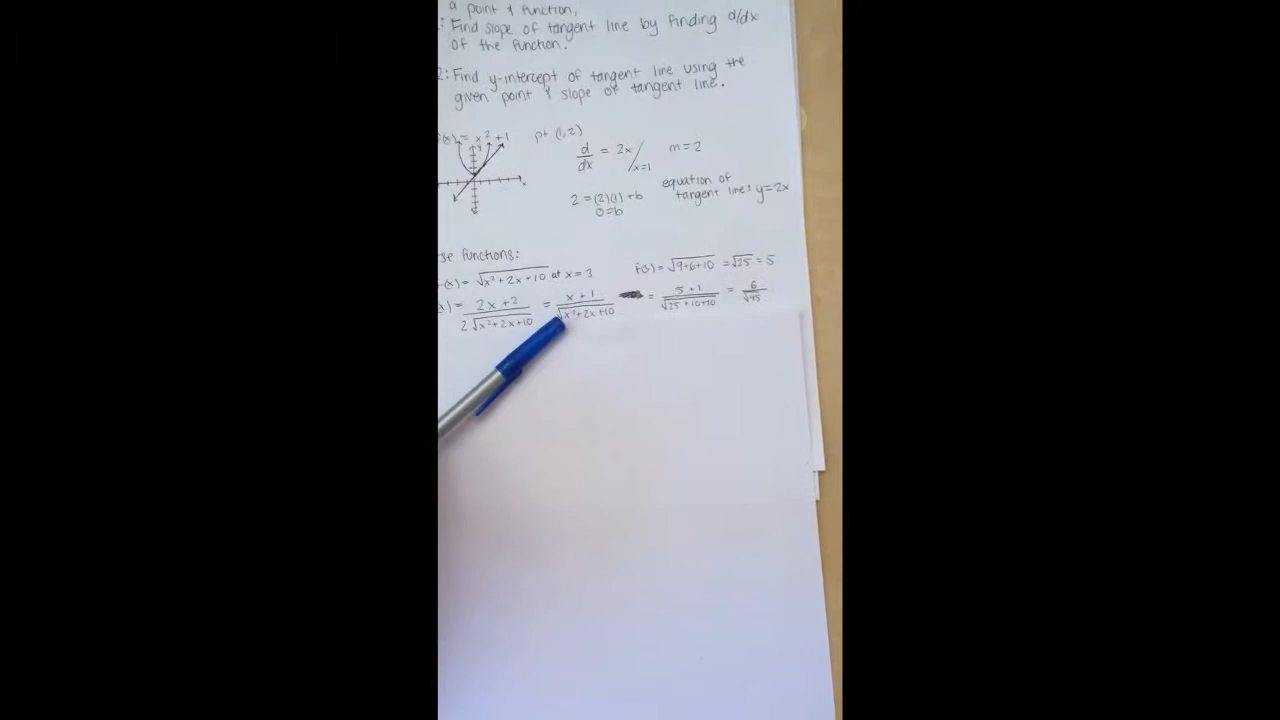 a point & function,
: Find slope of tangent line by finding d/dx
of the function.
2: Find y-intercept of tangent line using the
given point & slope of tangent line.
f(x) = x² + 1 pt (1,2)
d/dx = 2x /x=1 m=2
2 = (2)(1) + b
0=b
equation of
tangent line: y=2x
se functions:
(x) = √x²+2x+10 at x = 3 f(3) = √9+6+10 = √25 = 5
x) = 2x+2 / 2√x²+2x+10 = x+1 / √x²+2x+10 = 5+1 / √25+10+10 = 6 / √45